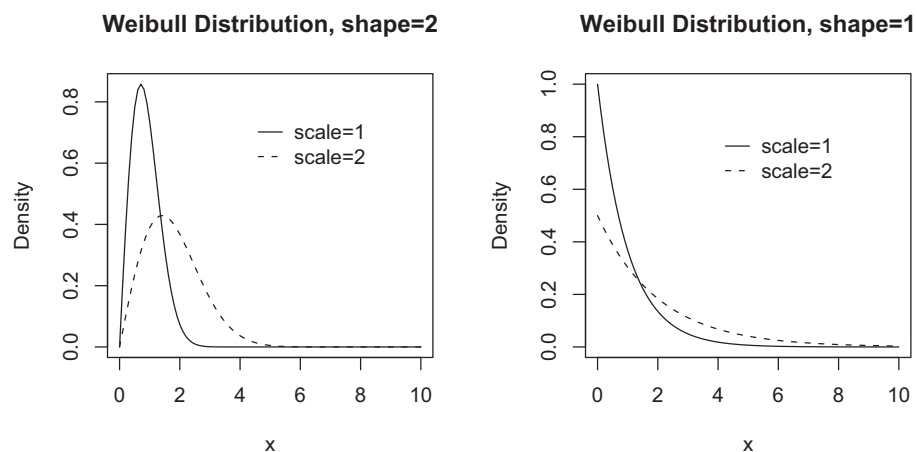 Weibull Distribution, shape=2
Density
0.0 0.2 0.4 0.6 0.8
scale=1
scale=2
0 2 4 6 8 10
x
Weibull Distribution, shape=1
Density
0.0 0.2 0.4 0.6 0.8 1.0
scale=1
scale=2
0 2 4 6 8 10
x